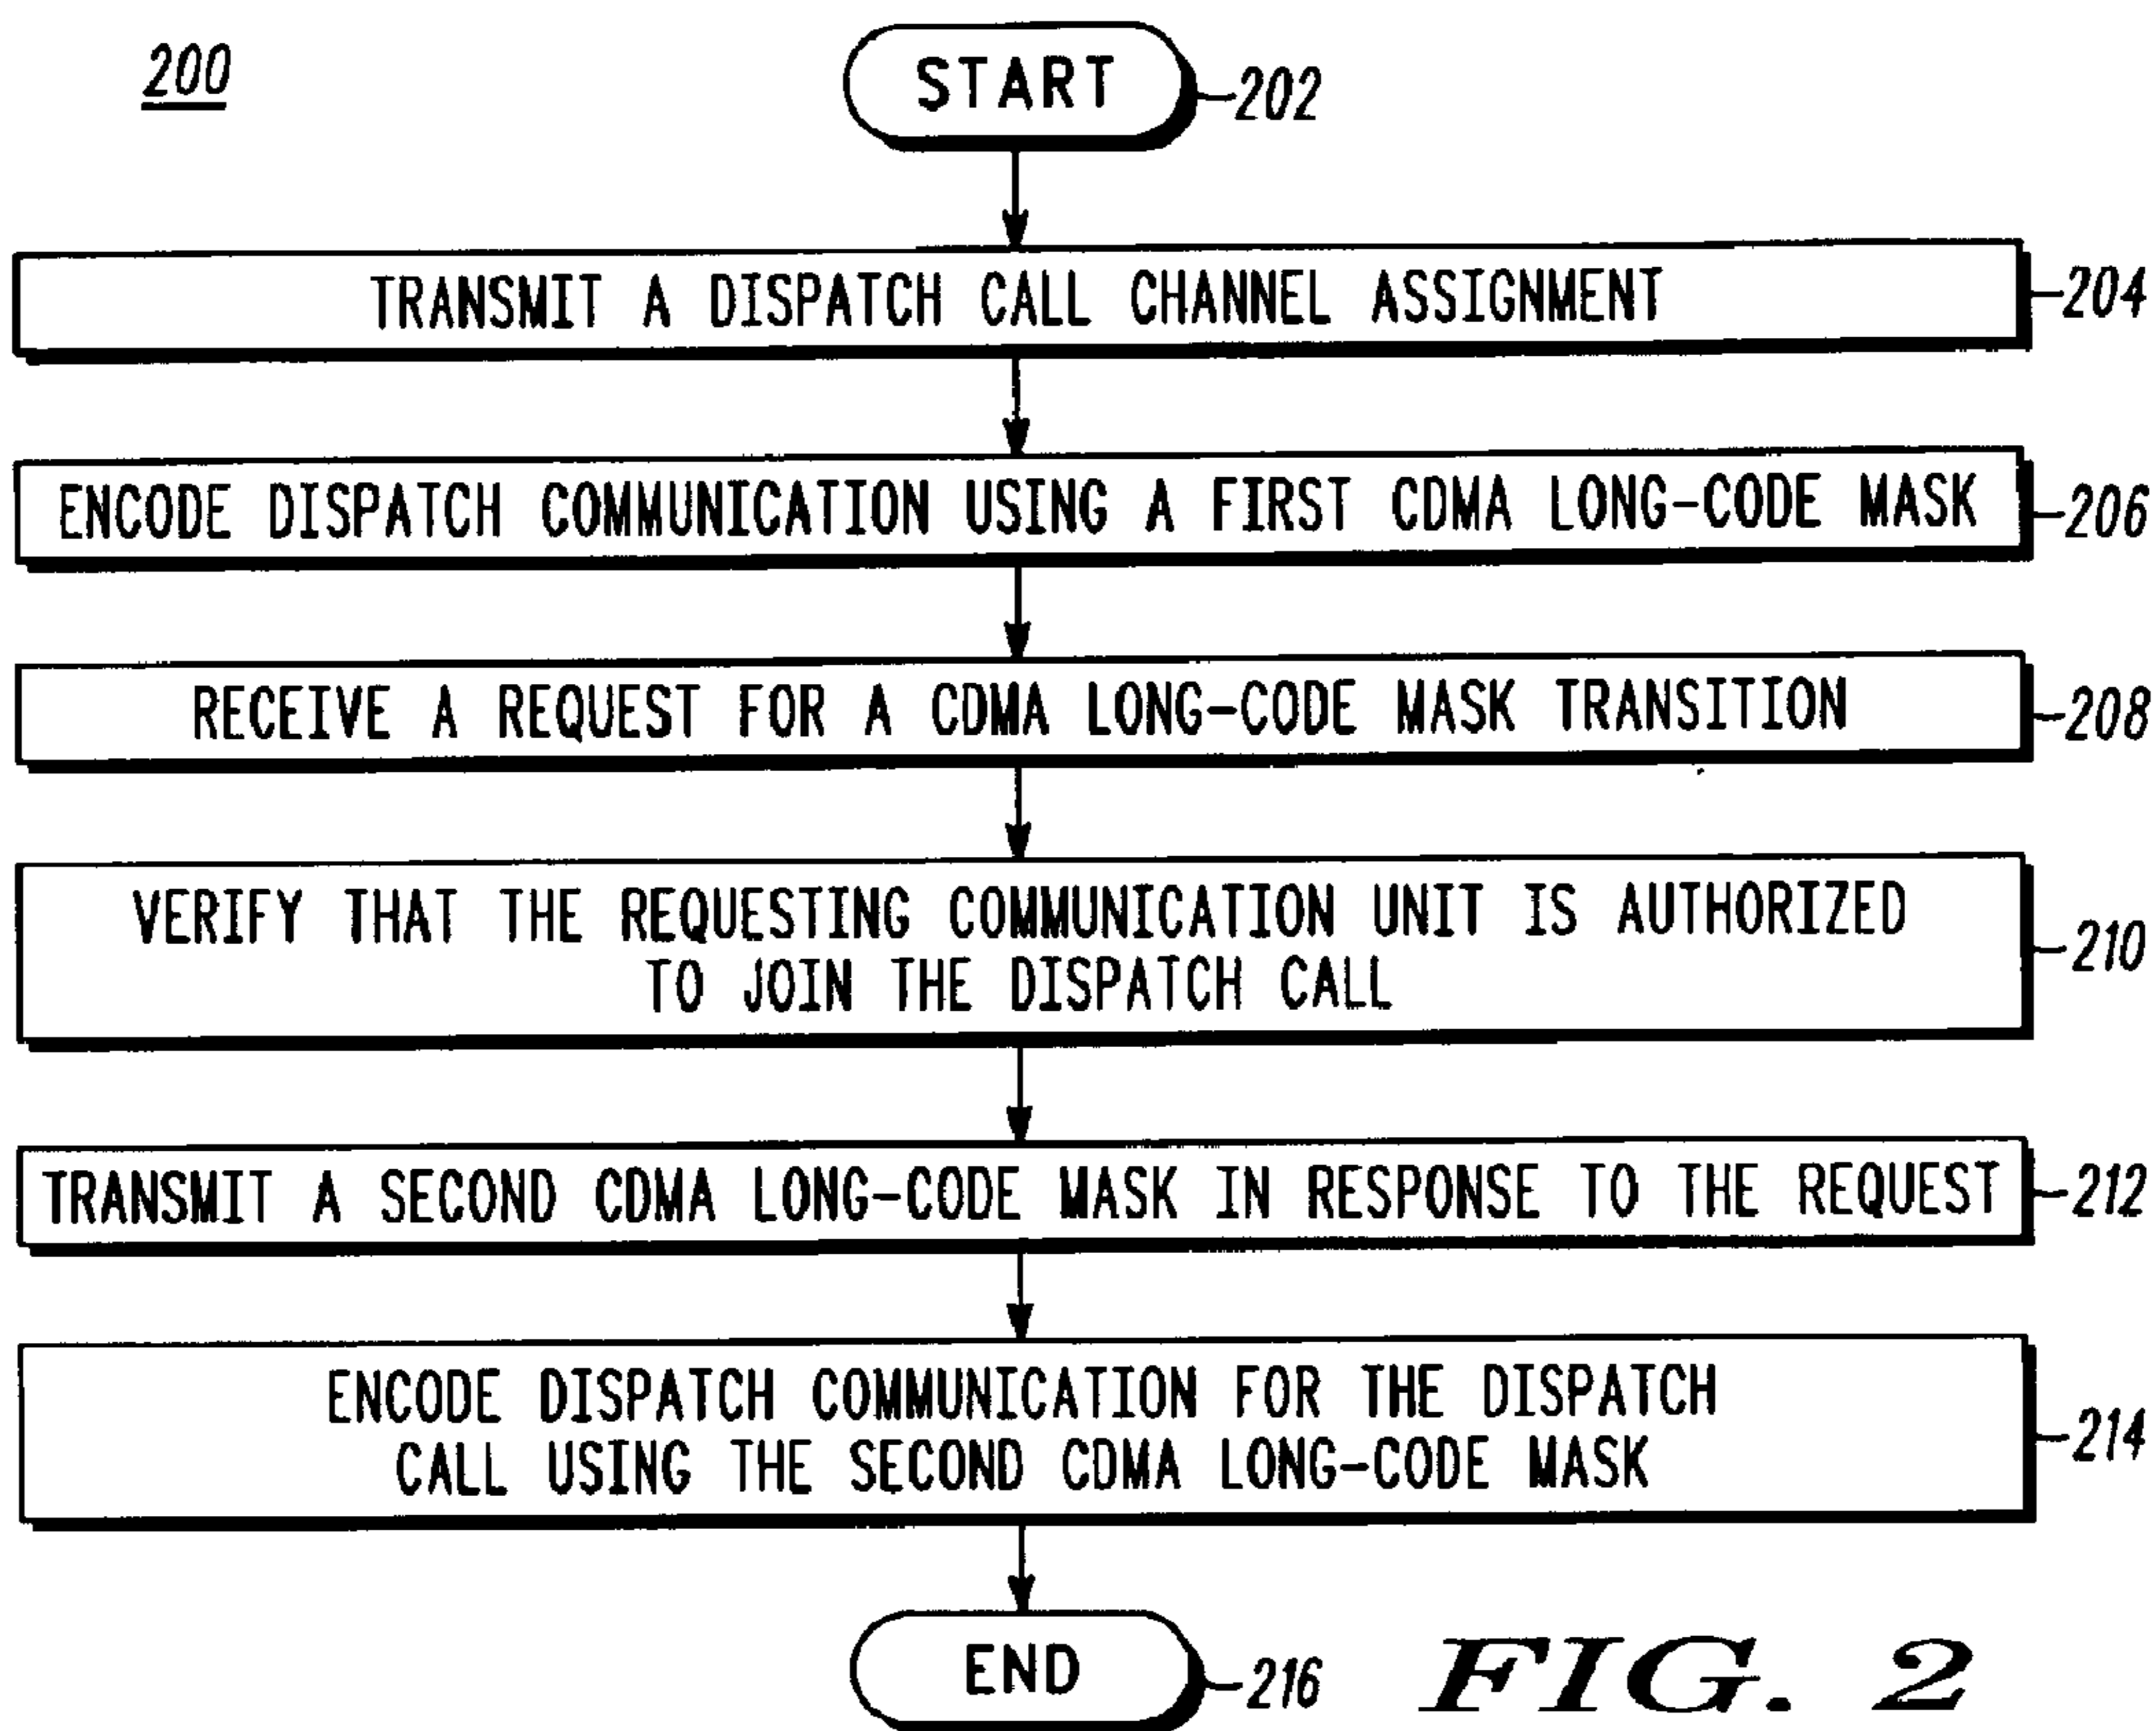 200
START
202
TRANSMIT A DISPATCH CALL CHANNEL ASSIGNMENT
204
ENCODE DISPATCH COMMUNICATION USING A FIRST CDMA LONG-CODE MASK
206
RECEIVE A REQUEST FOR A CDMA LONG-CODE MASK TRANSITION
208
VERIFY THAT THE REQUESTING COMMUNICATION UNIT IS AUTHORIZED
TO JOIN THE DISPATCH CALL
210
TRANSMIT A SECOND CDMA LONG-CODE MASK IN RESPONSE TO THE REQUEST
212
ENCODE DISPATCH COMMUNICATION FOR THE DISPATCH
CALL USING THE SECOND CDMA LONG-CODE MASK
214
END
216
FIG. 2